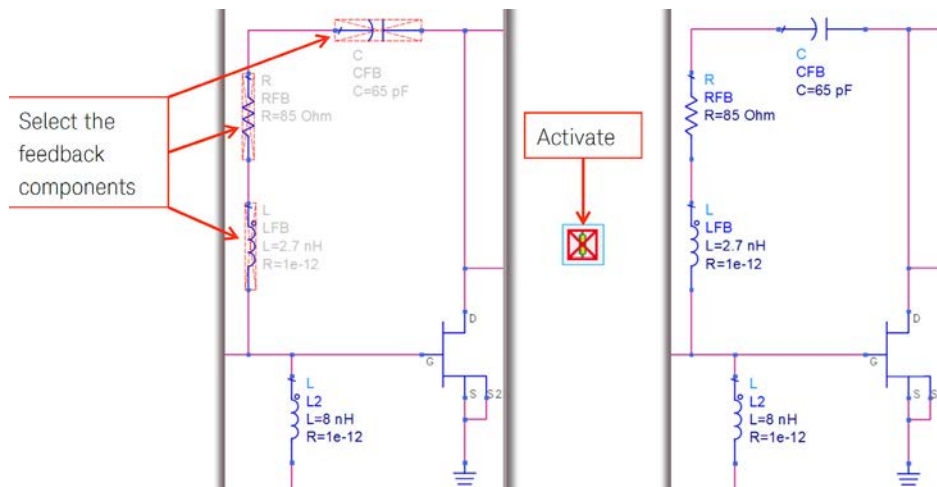 Select the
feedback
components
C
CFB
C=65 pF
R
RFB
R=85 Ohm
L
LFB
L=2.7 nH
R=1e-12
D
G
S
S2
L
L2
L=8 nH
R=1e-12
Activate
C
CFB
C=65 pF
R
RFB
R=85 Ohm
L
LFB
L=2.7 nH
R=1e-12
D
G
S
S
L
L2
L=8 nH
R=1e-12